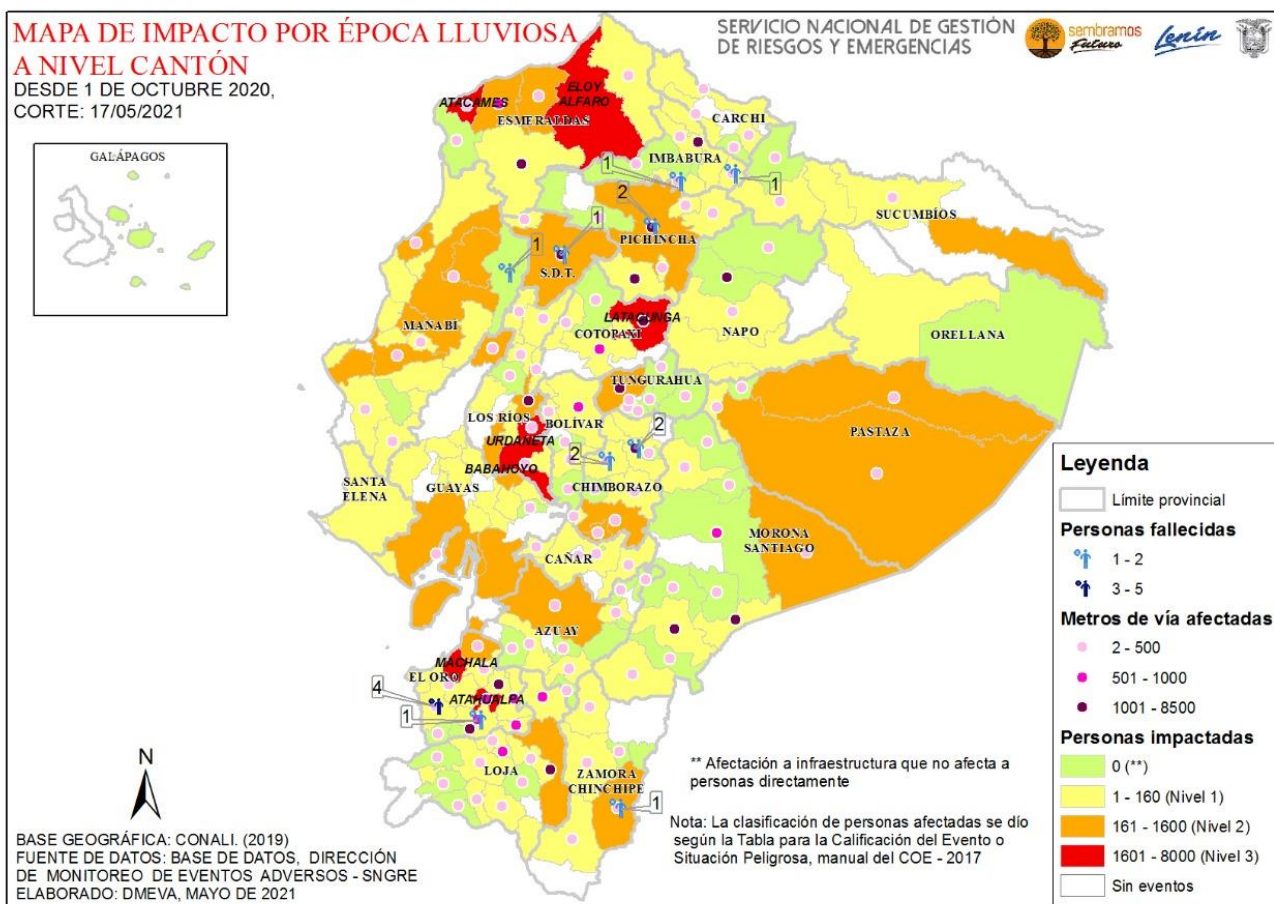 MAPA DE IMPACTO POR ÉPOCA LLUVIOSA
A NIVEL CANTÓN
DESDE 1 DE OCTUBRE 2020,
CORTE: 17/05/2021
SERVICIO NACIONAL DE GESTIÓN
DE RIESGOS Y EMERGENCIAS
sembramos
Futuro
Lenín
GALÁPAGOS
ELOY
ALFARO
ATACAMES
ESMERALDAS
CARCHI
IMBABURA
1
1
2
SUCUMBÍOS
1
PICHINCHA
1
S.D.T.
MANABÍ
LATACUNGA
COTOPAXI
NAPO
ORELLANA
TUNGURAHUA
LOS RÍOS
BOLÍVAR
PASTAZA
URDANETA
2
BABAHOYO
2
SANTA
ELENA
GUAYAS
CHIMBORAZO
MORONA
SANTIAGO
CAÑAR
AZUAY
MACHALA
EL ORO
4
ATAHUALPA
1
LOJA
ZAMORA
CHINCHIPE
1
N
** Afectación a infraestructura que no afecta a
personas directamente
Nota: La clasificación de personas afectadas se dío
según la Tabla para la Calificación del Evento o
Situación Peligrosa, manual del COE - 2017
BASE GEOGRÁFICA: CONALI. (2019)
FUENTE DE DATOS: BASE DE DATOS, DIRECCIÓN
DE MONITOREO DE EVENTOS ADVERSOS - SNGRE
ELABORADO: DMEVA, MAYO DE 2021
Leyenda
Límite provincial
Personas fallecidas
1 - 2
3 - 5
Metros de vía afectadas
2 - 500
501 - 1000
1001 - 8500
Personas impactadas
0 (**)
1 - 160 (Nivel 1)
161 - 1600 (Nivel 2)
1601 - 8000 (Nivel 3)
Sin eventos